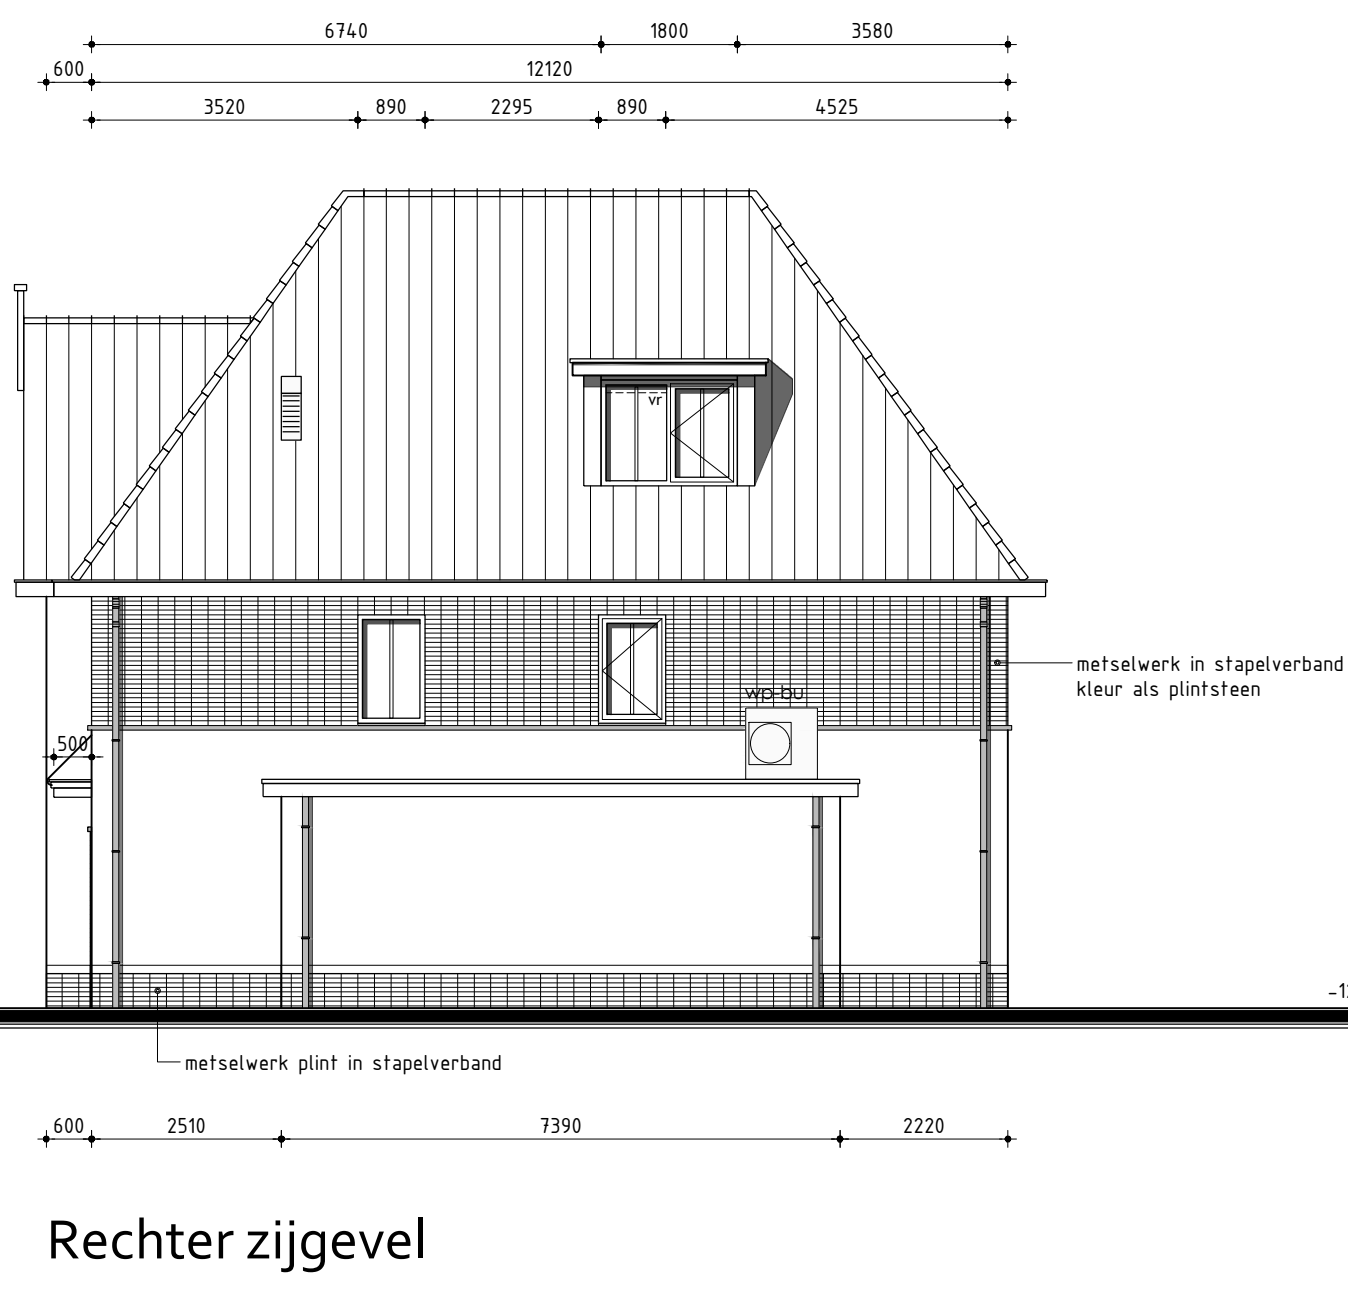 6740 1800 3580
600 12120
3520 890 2295 890 4525
vr
metselwerk in stapelverband
kleur als plintsteen
wp-bu
500
metselwerk plint in stapelverband
600 2510 7390 2220
Rechter zijgevel